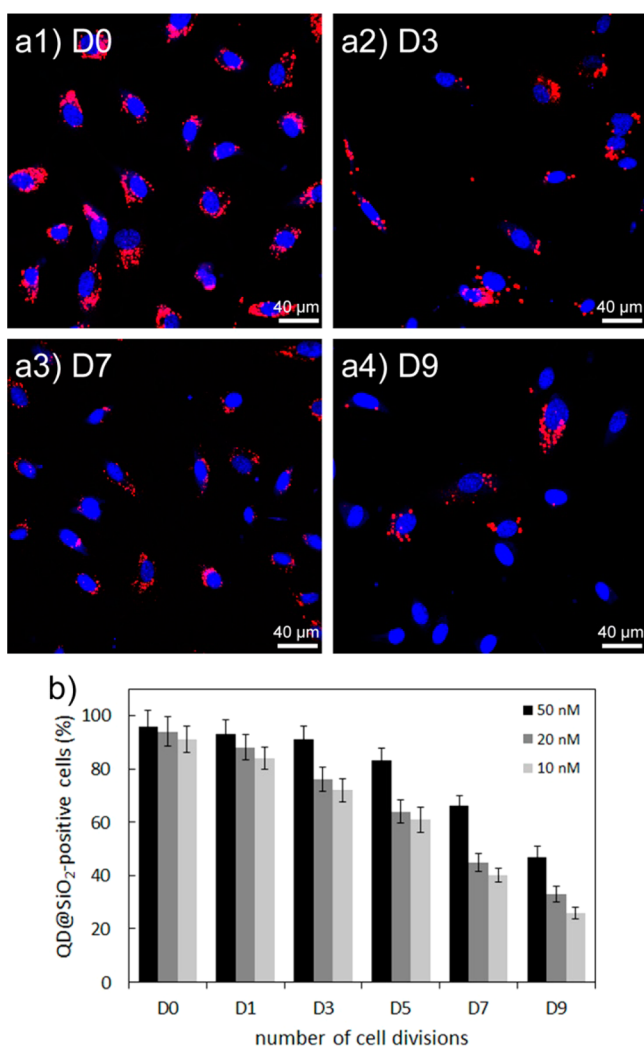 a1) D0
40 µm
a2) D3
40 µm
a3) D7
40 µm
a4) D9
40 µm
b)
QD@SiO₂-positive cells (%)
100
80
60
40
20
0
50 nM
20 nM
10 nM
D0 D1 D3 D5 D7 D9
number of cell divisions